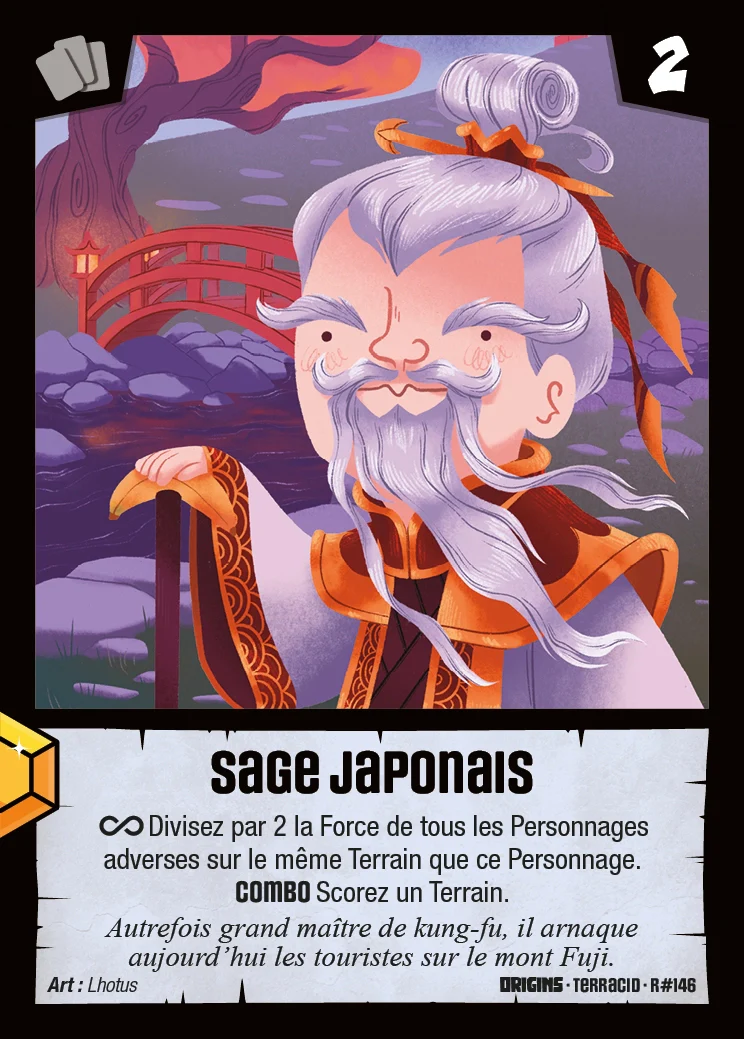 2
SAGE JAPONAIS
∞ Divisez par 2 la Force de tous les Personnages
adverses sur le même Terrain que ce Personnage.
COMBO Scorez un Terrain.
Autrefois grand maître de kung-fu, il arnaque
aujourd'hui les touristes sur le mont Fuji.
Art : Lhotus
ORIGINS · TERRACID · R#146